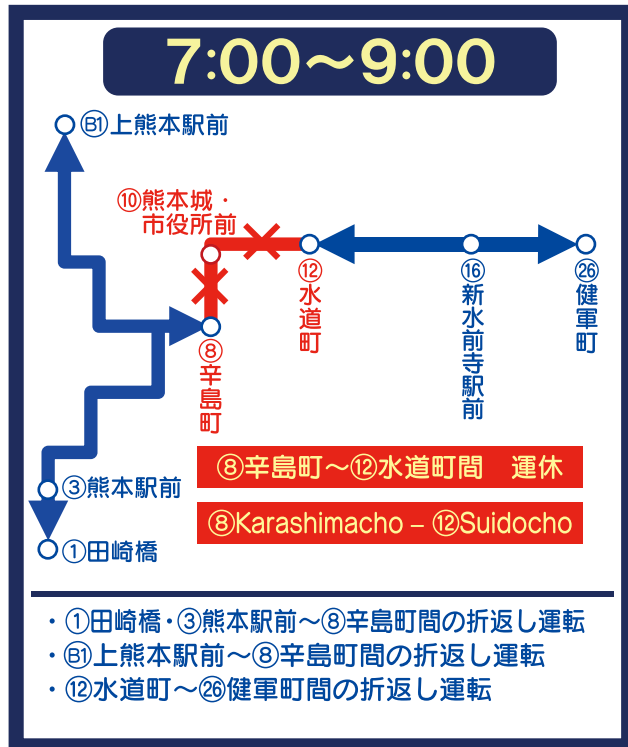 7:00～9:00
Ⓑ1上熊本駅前
⑩熊本城・
市役所前
⑫水道町
⑯新水前寺駅前
㉖健軍町
⑧辛島町
③熊本駅前
①田崎橋
⑧辛島町～⑫水道町間　運休
⑧Karashimacho – ⑫Suidocho
・①田崎橋・③熊本駅前～⑧辛島町間の折返し運転
・Ⓑ1上熊本駅前～⑧辛島町間の折返し運転
・⑫水道町～㉖健軍町間の折返し運転